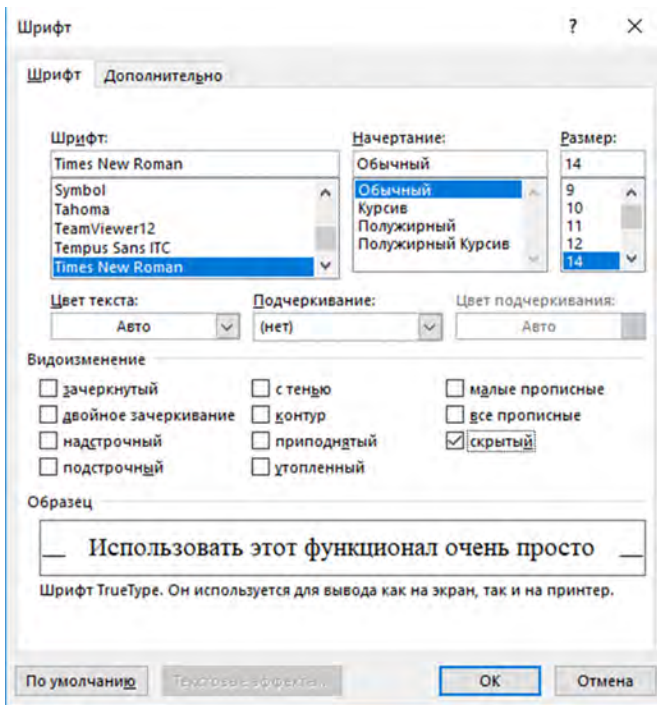 Шрифт ?
Шрифт Дополнительно
Шрифт: Начертание: Размер:
Times New Roman Обычный 14
Symbol Обычный 9
Tahoma Курсив 10
TeamViewer12 Полужирный 11
Tempus Sans ITC Полужирный Курсив 12
Times New Roman 14
Цвет текста: Подчеркивание: Цвет подчеркивания:
Авто (нет) Авто
Видоизменение
зачеркнутый с тенью малые прописные
двойное зачеркивание контур все прописные
надстрочный приподнятый скрытый
подстрочный утопленный
Образец
Использовать этот функционал очень просто
Шрифт TrueType. Он используется для вывода как на экран, так и на принтер.
По умолчанию Текстовые эффекты... ОК Отмена